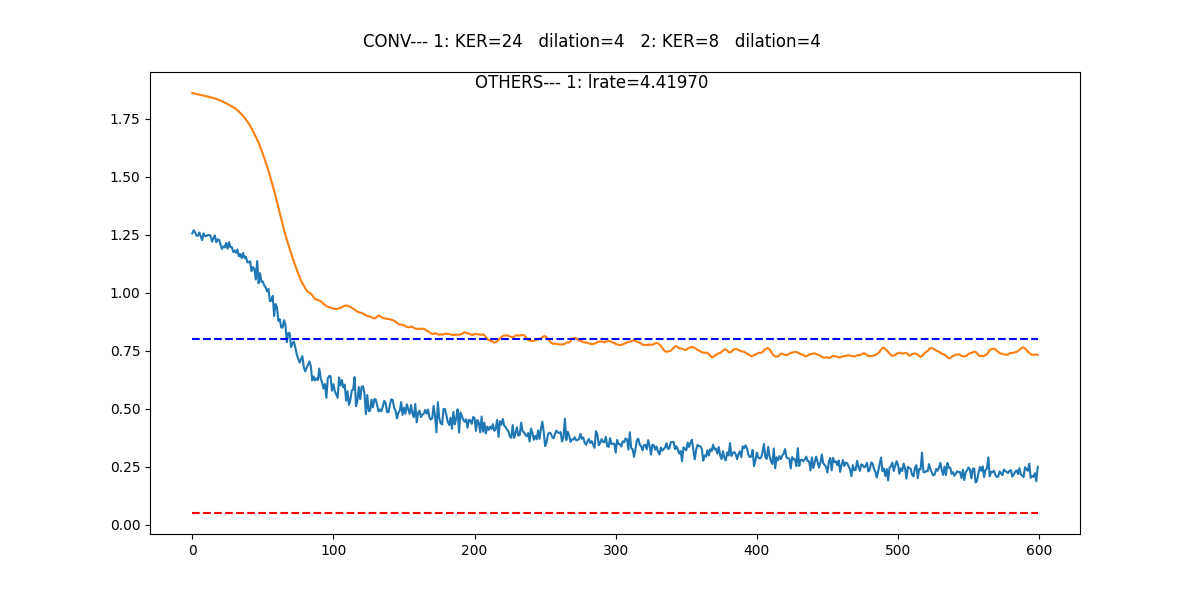 CONV--- 1: KER=24   dilation=4   2: KER=8   dilation=4
OTHERS--- 1: lrate=4.41970
1.75
1.50
1.25
1.00
0.75
0.50
0.25
0.00
0 100 200 300 400 500 600